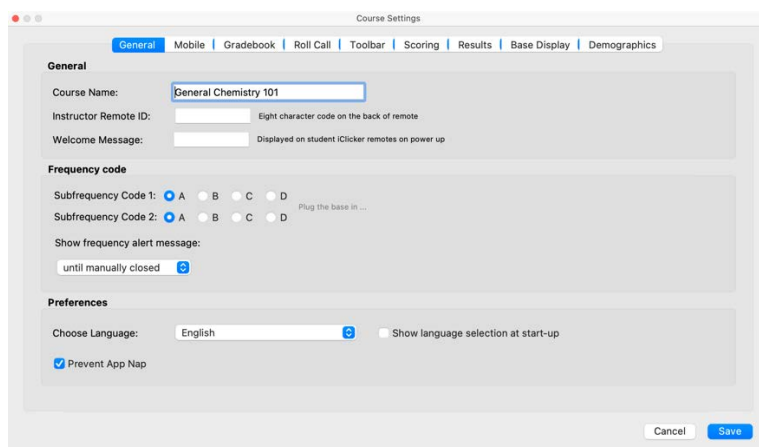 Course Settings
General Mobile Gradebook Roll Call Toolbar Scoring Results Base Display Demographics
General
Course Name: General Chemistry 101
Instructor Remote ID: Eight character code on the back of remote
Welcome Message: Displayed on student iClicker remotes on power up
Frequency code
Subfrequency Code 1: A B C D
Plug the base in ...
Subfrequency Code 2: A B C D
Show frequency alert message:
until manually closed
Preferences
Choose Language: English Show language selection at start-up
Prevent App Nap
Cancel Save